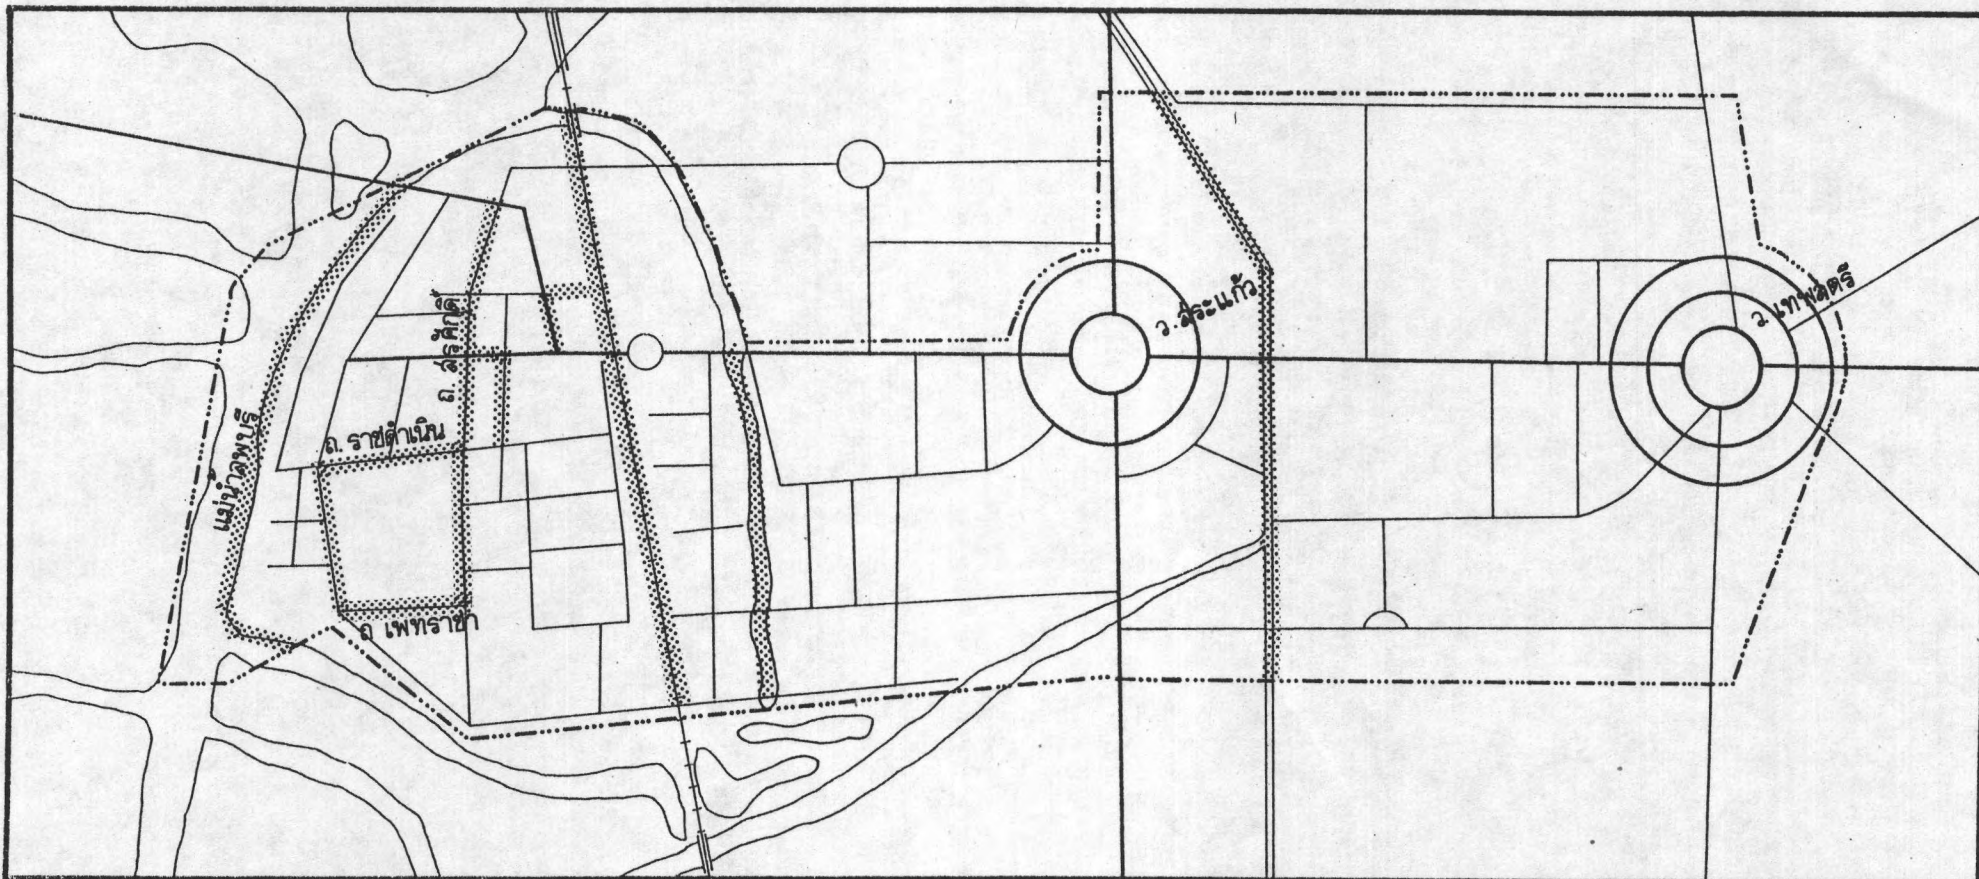 ว.สระแก้ว
ว.เทพสตรี
ถ. สุรศักดิ์
ถ. ราชดำเนิน
แม่น้ำลพบุรี
ถ เพทราชา